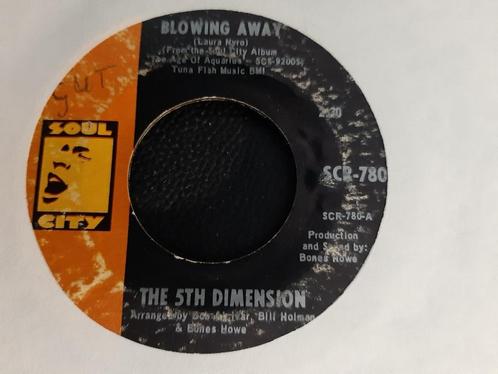 BLOWING AWAY
(Laura Nyro)
(From the Soul City Album
The Age of Aquarius - SCS-92005)
Tuna Fish Music BMI
GUT
2:20
SOUL
CITY
SCR-780
SCR-780-A
Production
and Sound by:
Bones Howe
THE 5TH DIMENSION
Arranged by Bob Alcivar, Bill Holman
& Bones Howe